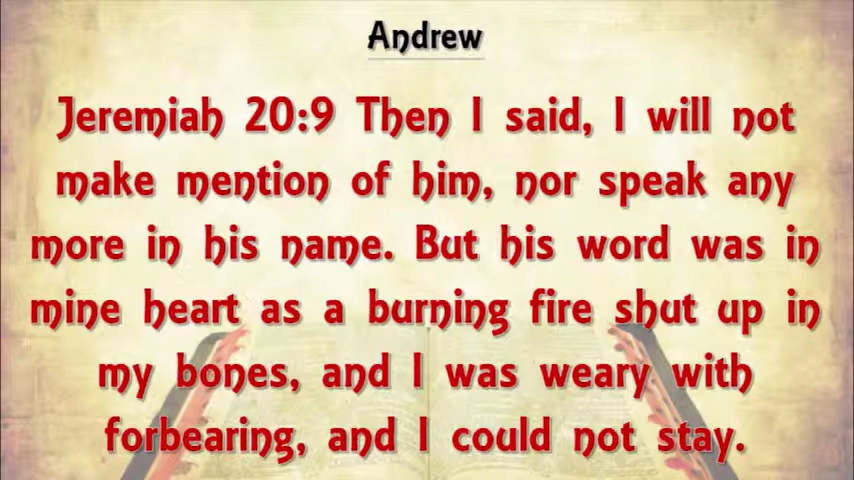 Andrew
Jeremiah 20:9 Then I said, I will not
make mention of him, nor speak any
more in his name. But his word was in
mine heart as a burning fire shut up in
my bones, and I was weary with
forbearing, and I could not stay.